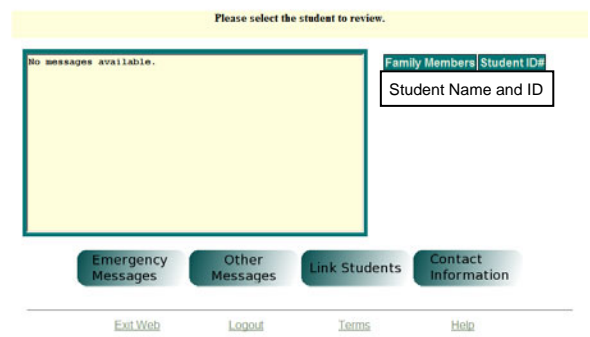 Please select the student to review.
No messages available.
Family Members Student ID#
Student Name and ID
Emergency Messages
Other Messages
Link Students
Contact Information
Exit Web Logout Terms Help